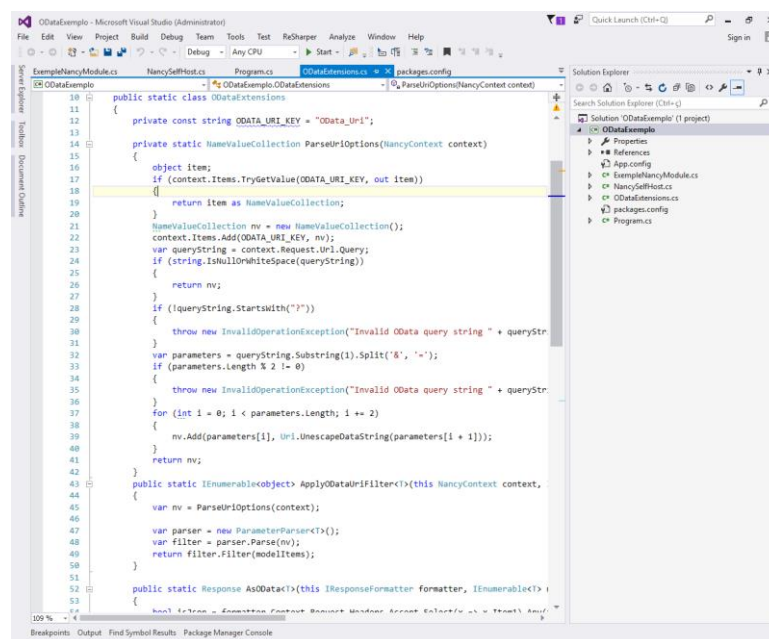 ODataExemplo - Microsoft Visual Studio (Administrator)
Quick Launch (Ctrl+Q)
File Edit View Project Build Debug Team Tools Test ReSharper Analyze Window Help
Sign in
Debug Any CPU Start
ExempleNancyModule.cs NancySelfHost.cs Program.cs ODataExtensions.cs packages.config
ODataExemplo ODataExemplo.ODataExtensions ParseUriOptions(NancyContext context)
Server Explorer
Toolbox
Document Outline
10 public static class ODataExtensions
11 {
12 private const string ODATA_URI_KEY = "OData_Uri";
13
14 private static NameValueCollection ParseUriOptions(NancyContext context)
15 {
16 object item;
17 if (context.Items.TryGetValue(ODATA_URI_KEY, out item))
18 {
19 return item as NameValueCollection;
20 }
21 NameValueCollection nv = new NameValueCollection();
22 context.Items.Add(ODATA_URI_KEY, nv);
23 var queryString = context.Request.Url.Query;
24 if (string.IsNullOrWhiteSpace(queryString))
25 {
26 return nv;
27 }
28 if (!queryString.StartsWith("?"))
29 {
30 throw new InvalidOperationException("Invalid OData query string " + queryStr
31 }
32 var parameters = queryString.Substring(1).Split('&', '=');
33 if (parameters.Length % 2 != 0)
34 {
35 throw new InvalidOperationException("Invalid OData query string " + queryStr
36 }
37 for (int i = 0; i < parameters.Length; i += 2)
38 {
39 nv.Add(parameters[i], Uri.UnescapeDataString(parameters[i + 1]));
40 }
41 return nv;
42 }
43 public static IEnumerable<object> ApplyODataUriFilter<T>(this NancyContext context,
44 {
45 var nv = ParseUriOptions(context);
46
47 var parser = new ParameterParser<T>();
48 var filter = parser.Parse(nv);
49 return filter.Filter(modelItems);
50 }
51
52 public static Response AsOData<T>(this IResponseFormatter formatter, IEnumerable<T>
53 {
109 %
Solution Explorer
Search Solution Explorer (Ctrl+ç)
Solution 'ODataExemplo' (1 project)
ODataExemplo
Properties
References
App.config
ExempleNancyModule.cs
NancySelfHost.cs
ODataExtensions.cs
packages.config
Program.cs
Breakpoints Output Find Symbol Results Package Manager Console